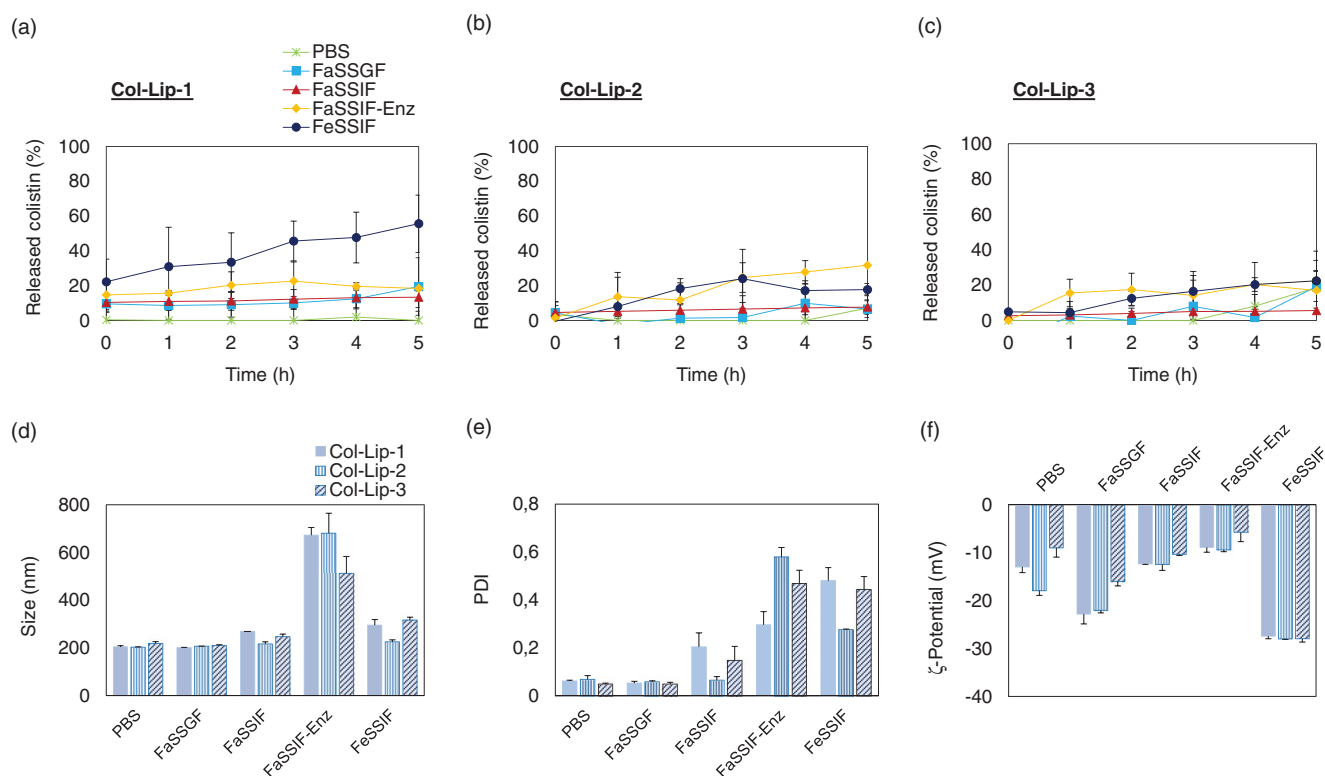 (a)
PBS
FaSSGF
FaSSIF
FaSSIF-Enz
FeSSIF
Col-Lip-1
Released colistin (%)
100
80
60
40
20
0
0 1 2 3 4 5
Time (h)
(b)
Col-Lip-2
Released colistin (%)
100
80
60
40
20
0
0 1 2 3 4 5
Time (h)
(c)
Col-Lip-3
Released colistin (%)
100
80
60
40
20
0
0 1 2 3 4 5
Time (h)
(d)
Col-Lip-1
Col-Lip-2
Col-Lip-3
Size (nm)
800
600
400
200
0
PBS FaSSGF FaSSIF FaSSIF-Enz FeSSIF
(e)
PDI
0,8
0,6
0,4
0,2
0
PBS FaSSGF FaSSIF FaSSIF-Enz FeSSIF
(f)
PBS FaSSGF FaSSIF FaSSIF-Enz FeSSIF
ζ-Potential (mV)
0
-10
-20
-30
-40